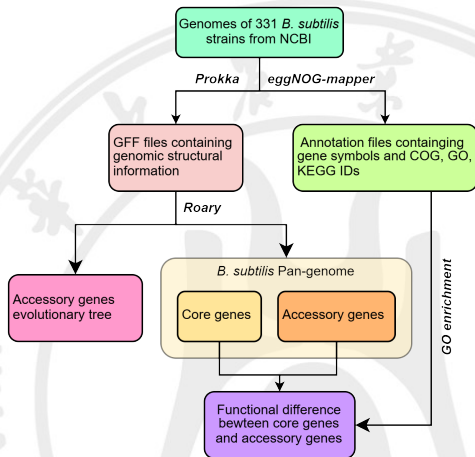 Genomes of 331 B. subtilis
strains from NCBI
Prokka
eggNOG-mapper
GFF files containing
genomic structural
information
Annotation files containging
gene symbols and COG, GO,
KEGG IDs
Roary
GO enrichment
Accessory genes
evolutionary tree
B. subtilis Pan-genome
Core genes
Accessory genes
Functional difference
bewteen core genes
and accessory genes